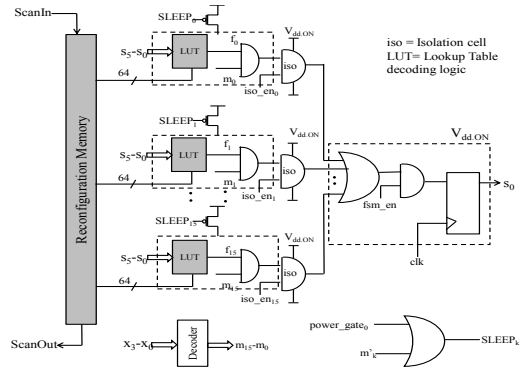 ScanIn
Reconfiguration Memory
ScanOut
SLEEP0
s5-s0
LUT
f0
64
m0
iso_en0
iso
Vdd.ON
SLEEP1
s5-s0
LUT
f1
64
m1
iso_en1
iso
SLEEP15
s5-s0
LUT
f15
64
m15
iso_en15
iso
Vdd.ON
iso = Isolation cell
LUT= Lookup Table
decoding logic
Vdd.ON
fsm_en
clk
s0
x3-x0
Decoder
m15-m0
power_gate0
m'k
SLEEPk